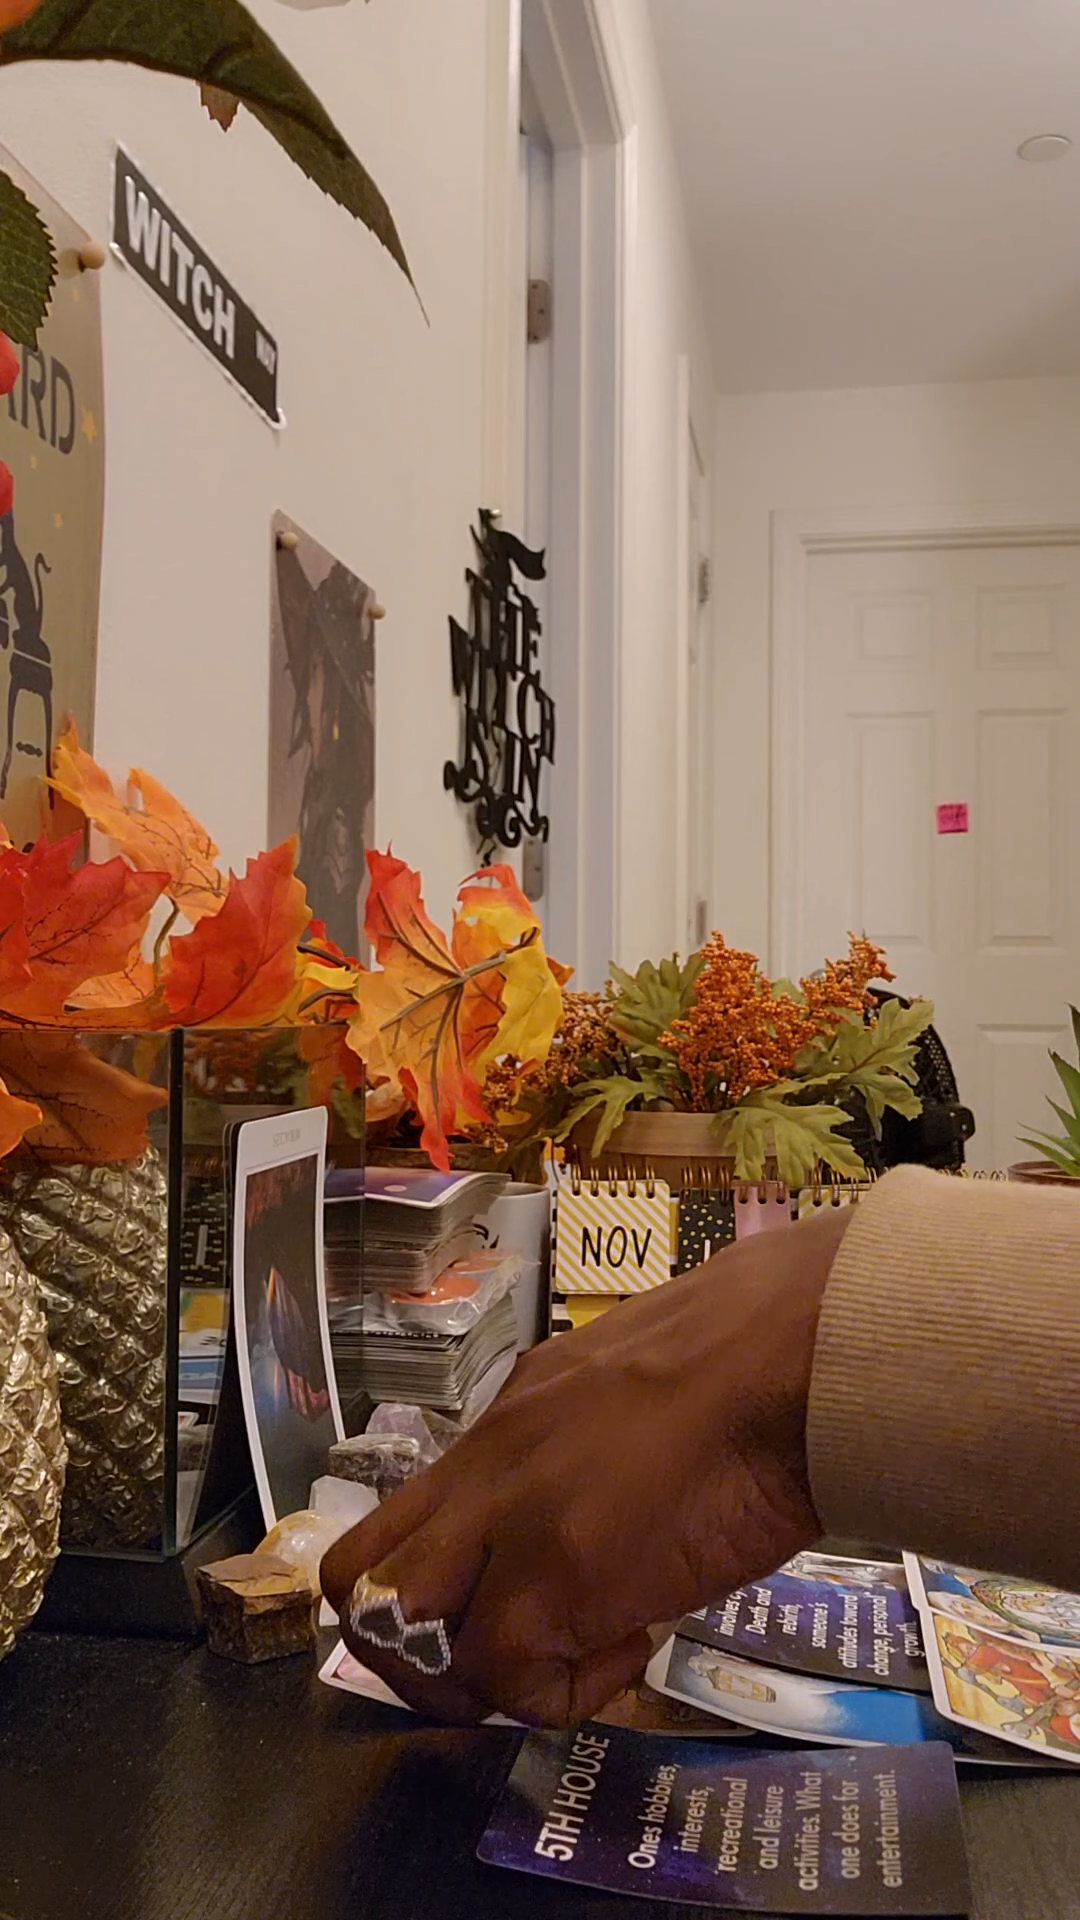 WITCH WAY
ARD
THE
WITCH
IS IN
NOV
involves
Death and
rebirth,
someone's
attitudes toward
change, personal
growth.
5TH HOUSE
Ones hobbies,
interests,
recreational
and leisure
activities. What
one does for
entertainment.